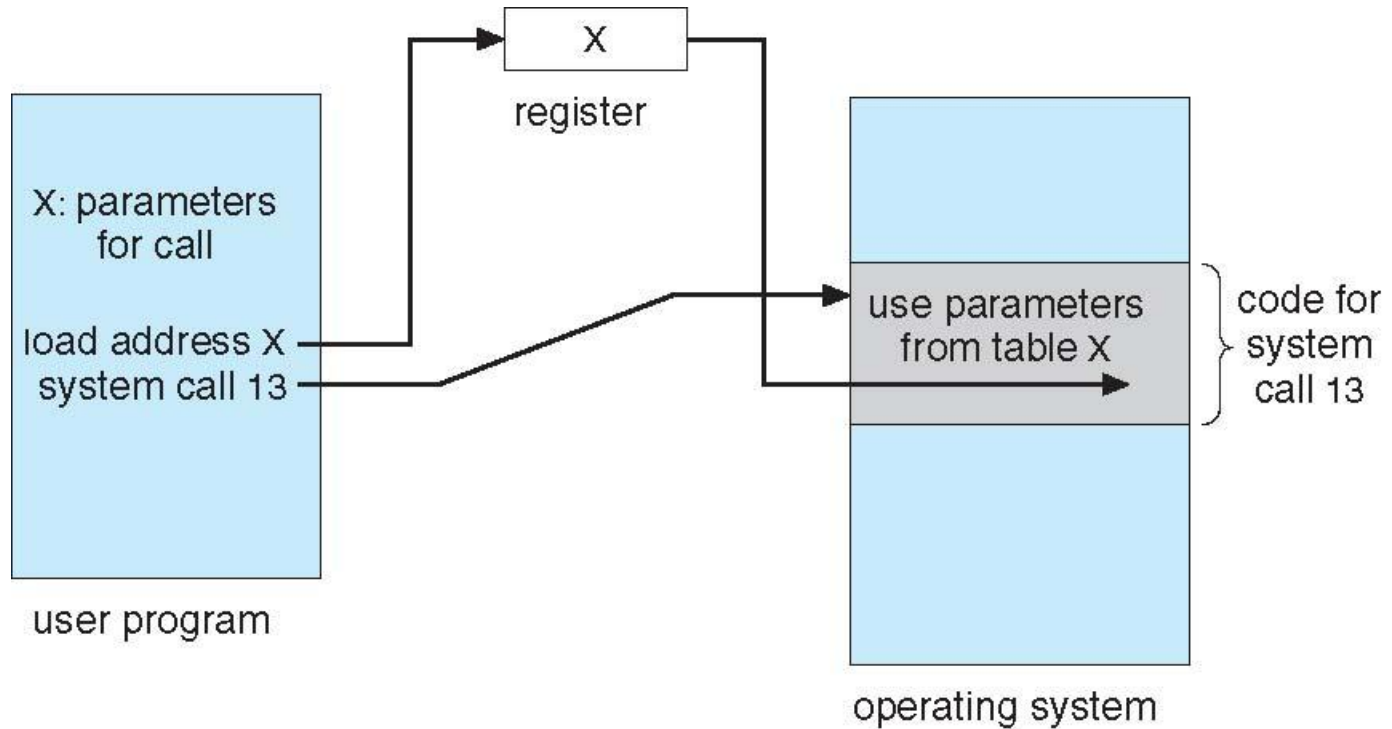 X
register
X: parameters
for call
load address X
system call 13
use parameters
from table X
code for
system
call 13
user program
operating system